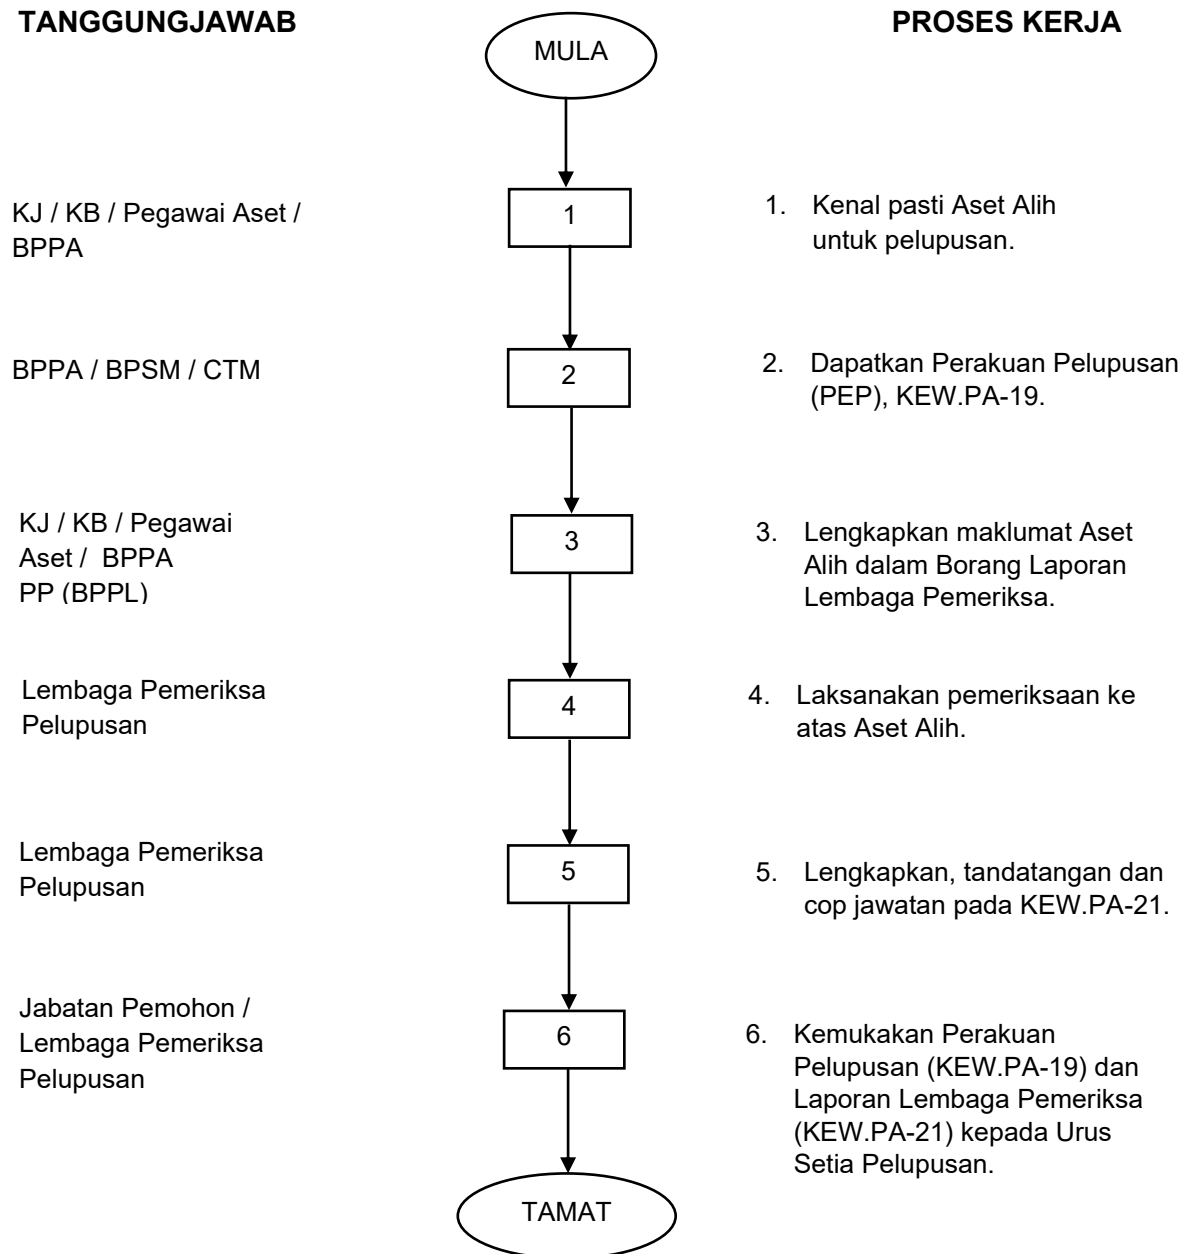 TANGGUNGJAWAB
PROSES KERJA
MULA
KJ / KB / Pegawai Aset /
BPPA
1
1. Kenal pasti Aset Alih
untuk pelupusan.
BPPA / BPSM / CTM
2
2. Dapatkan Perakuan Pelupusan
(PEP), KEW.PA-19.
KJ / KB / Pegawai
Aset / BPPA
PP (BPPL)
3
3. Lengkapkan maklumat Aset
Alih dalam Borang Laporan
Lembaga Pemeriksa.
Lembaga Pemeriksa
Pelupusan
4
4. Laksanakan pemeriksaan ke
atas Aset Alih.
Lembaga Pemeriksa
Pelupusan
5
5. Lengkapkan, tandatangan dan
cop jawatan pada KEW.PA-21.
Jabatan Pemohon /
Lembaga Pemeriksa
Pelupusan
6
6. Kemukakan Perakuan
Pelupusan (KEW.PA-19) dan
Laporan Lembaga Pemeriksa
(KEW.PA-21) kepada Urus
Setia Pelupusan.
TAMAT